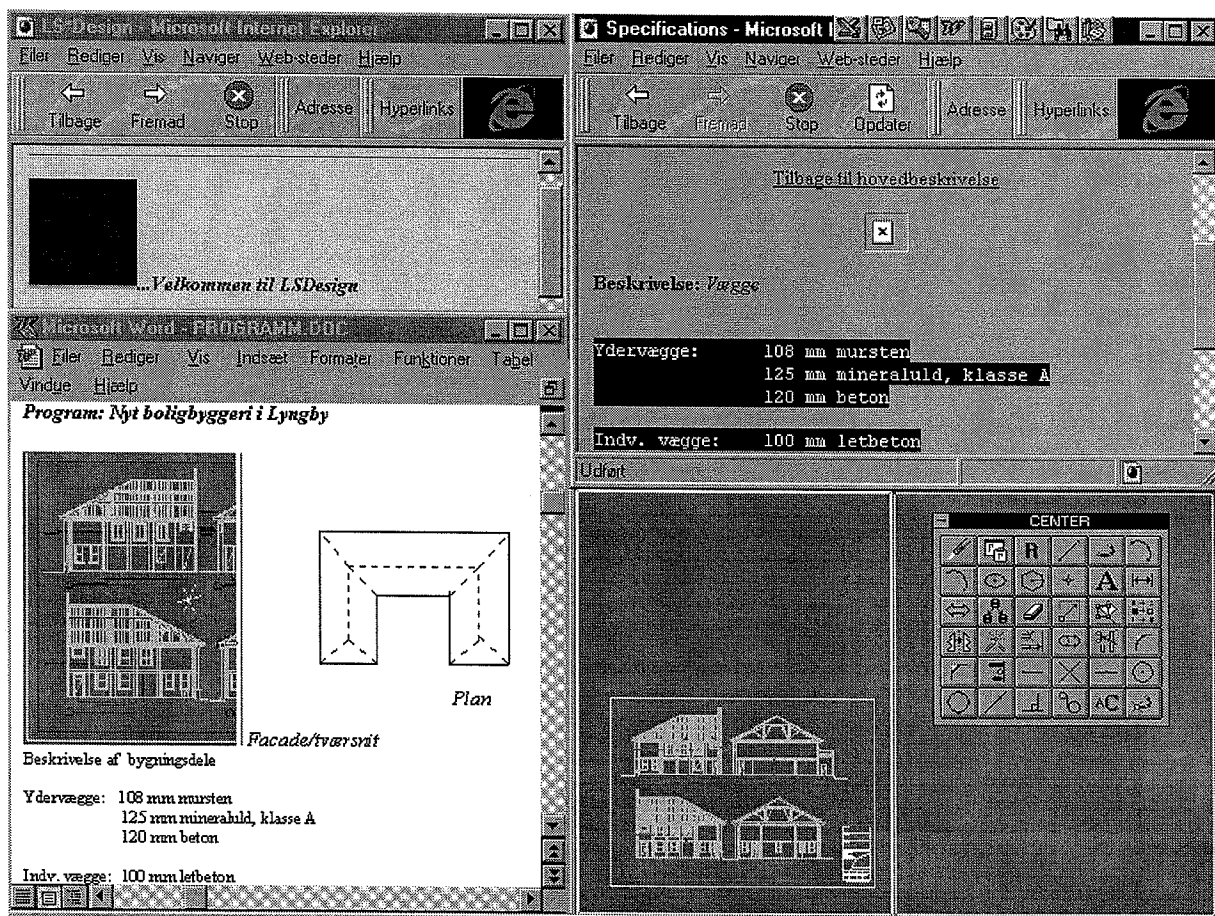 LS-Design - Microsoft Internet Explorer
Filer Rediger Vis Naviger Web-steder Hjælp
Tilbage Fremad Stop Adresse Hyperlinks
...Velkommen til LSDesign
Microsoft Word - PROGRAMM.DOC
Filer Rediger Vis Indsæt Formater Funktioner Tabel
Vindue Hjælp
Program: Nyt boligbyggeri i Lyngby
Plan
Facade/tværsnit
Beskrivelse af bygningsdele
Ydervægge: 108 mm mursten
125 mm mineraluld, klasse A
120 mm beton
Indv. vægge: 100 mm letbeton
Specifications - Microsoft I
Filer Rediger Vis Naviger Web-steder Hjælp
Tilbage Fremad Stop Opdater Adresse Hyperlinks
Tilbage til hovedbeskrivelse
Beskrivelse: Vægge
Ydervægge: 108 mm mursten
125 mm mineraluld, klasse A
120 mm beton
Indv. vægge: 100 mm letbeton
Udført
CENTER
R
A
AC